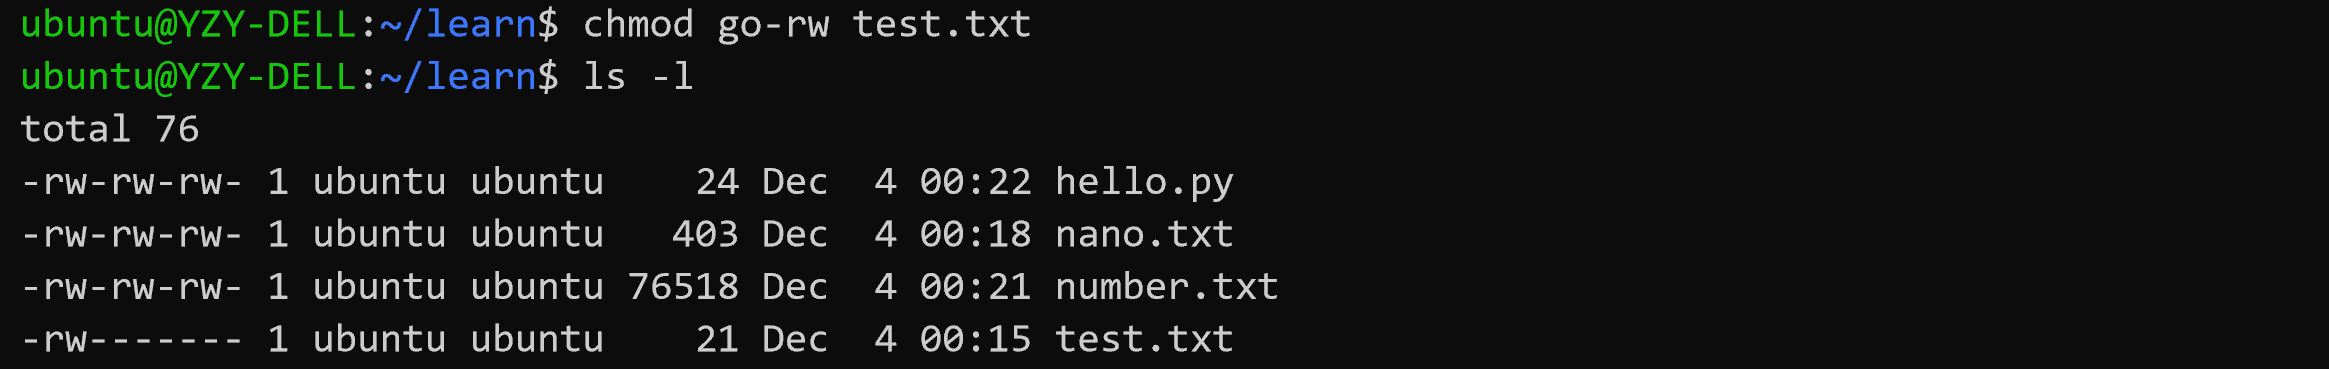 ubuntu@YZY-DELL:~/learn$ chmod go-rw test.txt
ubuntu@YZY-DELL:~/learn$ ls -l
total 76
-rw-rw-rw- 1 ubuntu ubuntu    24 Dec  4 00:22 hello.py
-rw-rw-rw- 1 ubuntu ubuntu   403 Dec  4 00:18 nano.txt
-rw-rw-rw- 1 ubuntu ubuntu 76518 Dec  4 00:21 number.txt
-rw------- 1 ubuntu ubuntu    21 Dec  4 00:15 test.txt